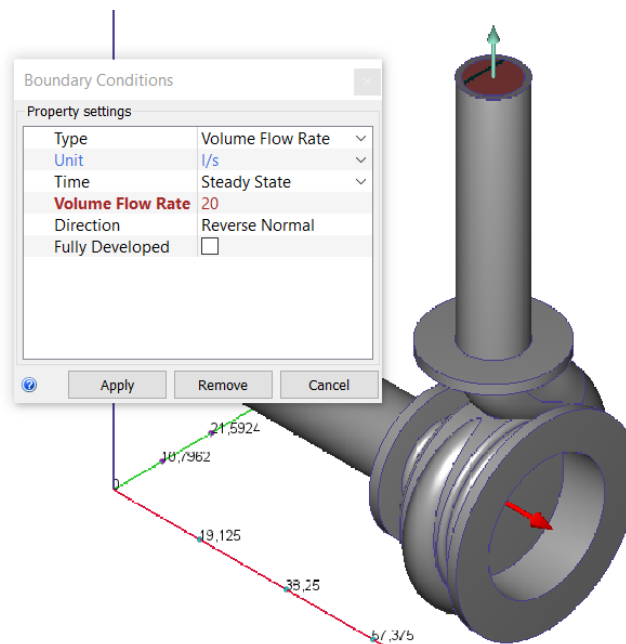 Boundary Conditions
Property settings
Type Volume Flow Rate
Unit l/s
Time Steady State
Volume Flow Rate 20
Direction Reverse Normal
Fully Developed
Apply Remove Cancel
21,5924
10,7962
0
19,125
38,25
57,375